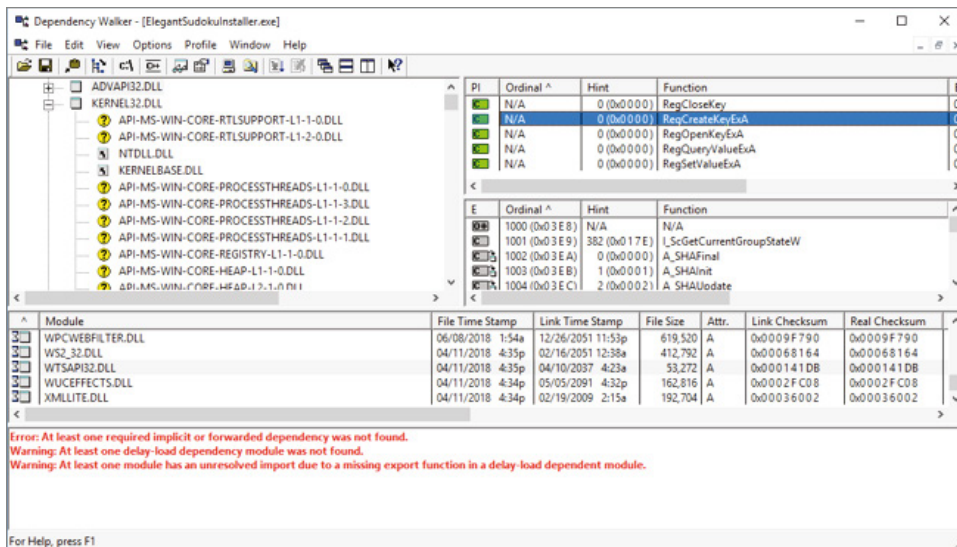 Dependency Walker - [ElegantSudokuInstaller.exe]
File Edit View Options Profile Window Help
ADVAPI32.DLL
KERNEL32.DLL
API-MS-WIN-CORE-RTLSUPPORT-L1-1-0.DLL
API-MS-WIN-CORE-RTLSUPPORT-L1-2-0.DLL
NTDLL.DLL
KERNELBASE.DLL
API-MS-WIN-CORE-PROCESSTHREADS-L1-1-0.DLL
API-MS-WIN-CORE-PROCESSTHREADS-L1-1-3.DLL
API-MS-WIN-CORE-PROCESSTHREADS-L1-1-2.DLL
API-MS-WIN-CORE-PROCESSTHREADS-L1-1-1.DLL
API-MS-WIN-CORE-REGISTRY-L1-1-0.DLL
API-MS-WIN-CORE-HEAP-L1-1-0.DLL
API-MS-WIN-CORE-HEAP-L2-1-0.DLL
PI Ordinal ^ Hint Function E
C N/A 0 (0x0000) RegCloseKey
C N/A 0 (0x0000) RegCreateKeyExA
C N/A 0 (0x0000) RegOpenKeyExA
C N/A 0 (0x0000) RegQueryValueExA
C N/A 0 (0x0000) RegSetValueExA
E Ordinal ^ Hint Function
O# 1000 (0x03E8) N/A N/A
C 1001 (0x03E9) 382 (0x017E) I_ScGetCurrentGroupStateW
C 1002 (0x03EA) 0 (0x0000) A_SHAFinal
C 1003 (0x03EB) 1 (0x0001) A_SHAInit
C 1004 (0x03EC) 2 (0x0002) A_SHAUpdate
^ Module File Time Stamp Link Time Stamp File Size Attr. Link Checksum Real Checksum
WPCWEBFILTER.DLL 06/08/2018 1:54a 12/26/2051 11:53p 619,520 A 0x0009F790 0x0009F790
WS2_32.DLL 04/11/2018 4:35p 02/16/2051 12:38a 412,792 A 0x00068164 0x00068164
WTSAPI32.DLL 04/11/2018 4:35p 04/10/2037 4:23a 53,272 A 0x000141DB 0x000141DB
WUCEFFECTS.DLL 04/11/2018 4:34p 05/05/2091 4:32p 162,816 A 0x0002FC08 0x0002FC08
XMLLITE.DLL 04/11/2018 4:34p 02/19/2009 2:15a 192,704 A 0x00036002 0x00036002
Error: At least one required implicit or forwarded dependency was not found.
Warning: At least one delay-load dependency module was not found.
Warning: At least one module has an unresolved import due to a missing export function in a delay-load dependent module.
For Help, press F1